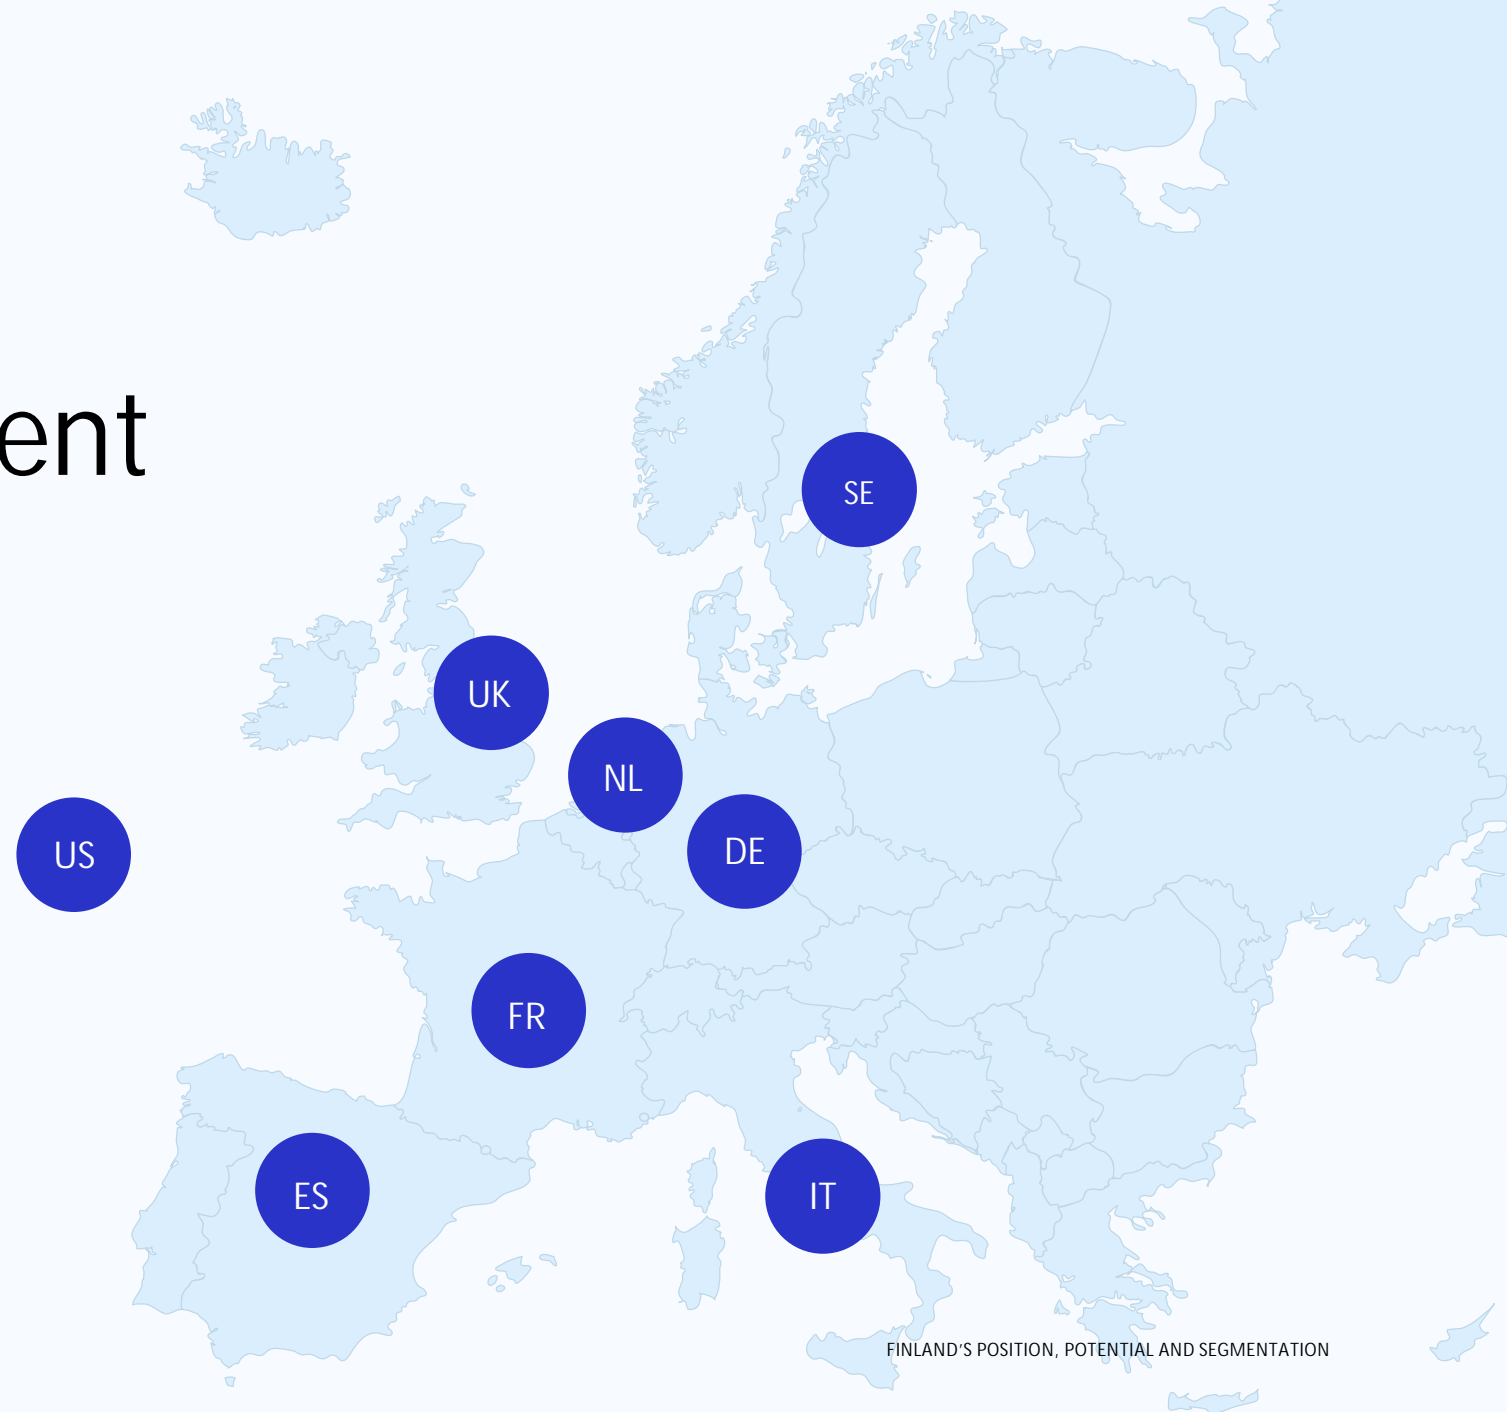 ent
SE
UK
NL
DE
US
FR
ES
IT
FINLAND'S POSITION, POTENTIAL AND SEGMENTATION